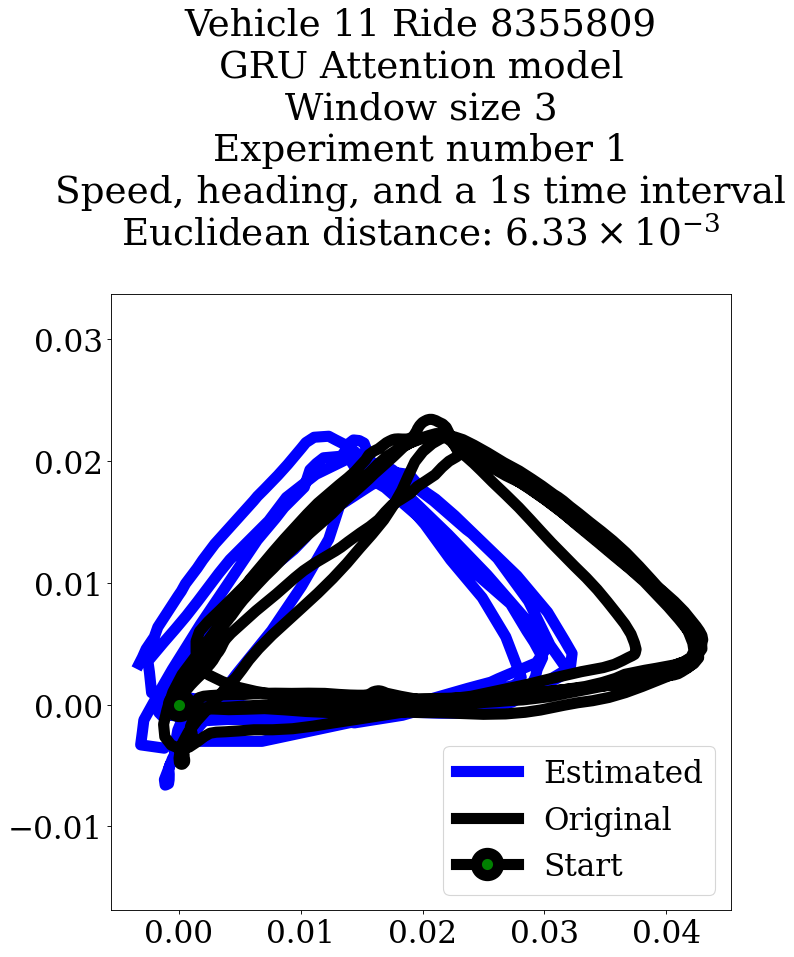 Vehicle 11 Ride 8355809
GRU Attention model
Window size 3
Experiment number 1
Speed, heading, and a 1s time interval
Euclidean distance: 6.33 × 10⁻³
0.03
0.02
0.01
0.00
−0.01
0.00 0.01 0.02 0.03 0.04
Estimated
Original
Start